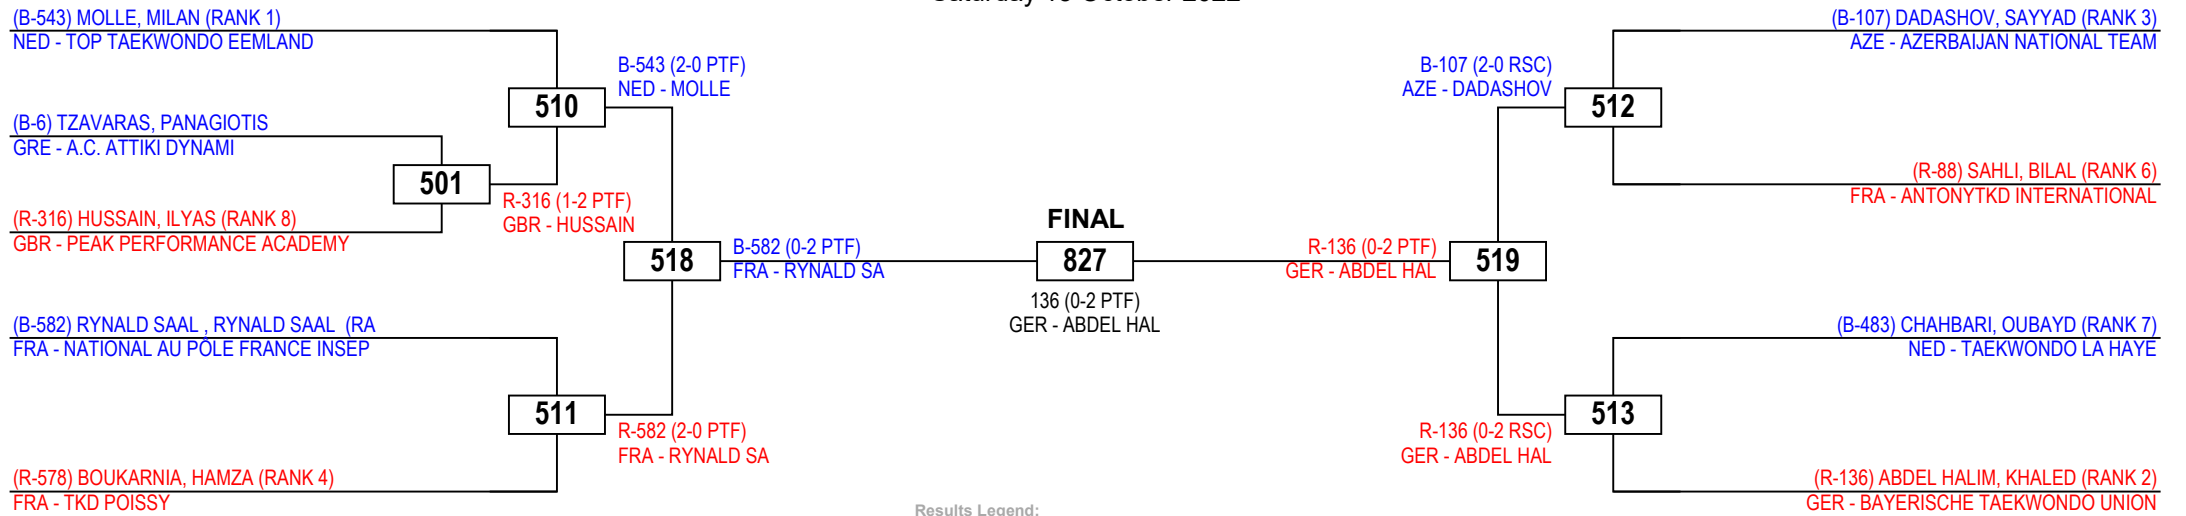 (B-543) MOLLE, MILAN (RANK 1)
NED - TOP TAEKWONDO EEMLAND
(B-6) TZAVARAS, PANAGIOTIS
GRE - A.C. ATTIKI DYNAMI
501
(R-316) HUSSAIN, ILYAS (RANK 8)
GBR - PEAK PERFORMANCE ACADEMY
(B-582) RYNALD SAAL , RYNALD SAAL (RA
FRA - NATIONAL AU PÔLE FRANCE INSEP
(R-578) BOUKARNIA, HAMZA (RANK 4)
FRA - TKD POISSY
510
R-316 (1-2 PTF)
GBR - HUSSAIN
511
B-543 (2-0 PTF)
NED - MOLLE
518
R-582 (2-0 PTF)
FRA - RYNALD SA
B-582 (0-2 PTF)
FRA - RYNALD SA
FINAL
827
136 (0-2 PTF)
GER - ABDEL HAL
Results Legend:
R-136 (0-2 PTF)
GER - ABDEL HAL
519
B-107 (2-0 RSC)
AZE - DADASHOV
512
R-136 (0-2 RSC)
GER - ABDEL HAL
513
(B-107) DADASHOV, SAYYAD (RANK 3)
AZE - AZERBAIJAN NATIONAL TEAM
(R-88) SAHLI, BILAL (RANK 6)
FRA - ANTONYTKD INTERNATIONAL
(B-483) CHAHBARI, OUBAYD (RANK 7)
NED - TAEKWONDO LA HAYE
(R-136) ABDEL HALIM, KHALED (RANK 2)
GER - BAYERISCHE TAEKWONDO UNION